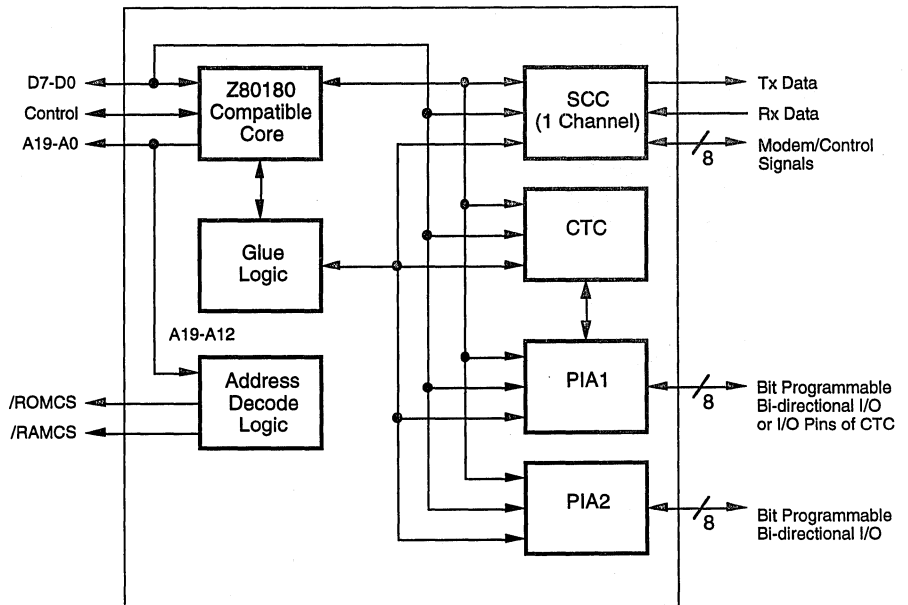 D7-D0
Control
A19-A0
Z80180
Compatible
Core
SCC
(1 Channel)
Tx Data
Rx Data
8
Modem/Control
Signals
Glue
Logic
CTC
A19-A12
Address
Decode
Logic
/ROMCS
/RAMCS
PIA1
8
Bit Programmable
Bi-directional I/O
or I/O Pins of CTC
PIA2
8
Bit Programmable
Bi-directional I/O